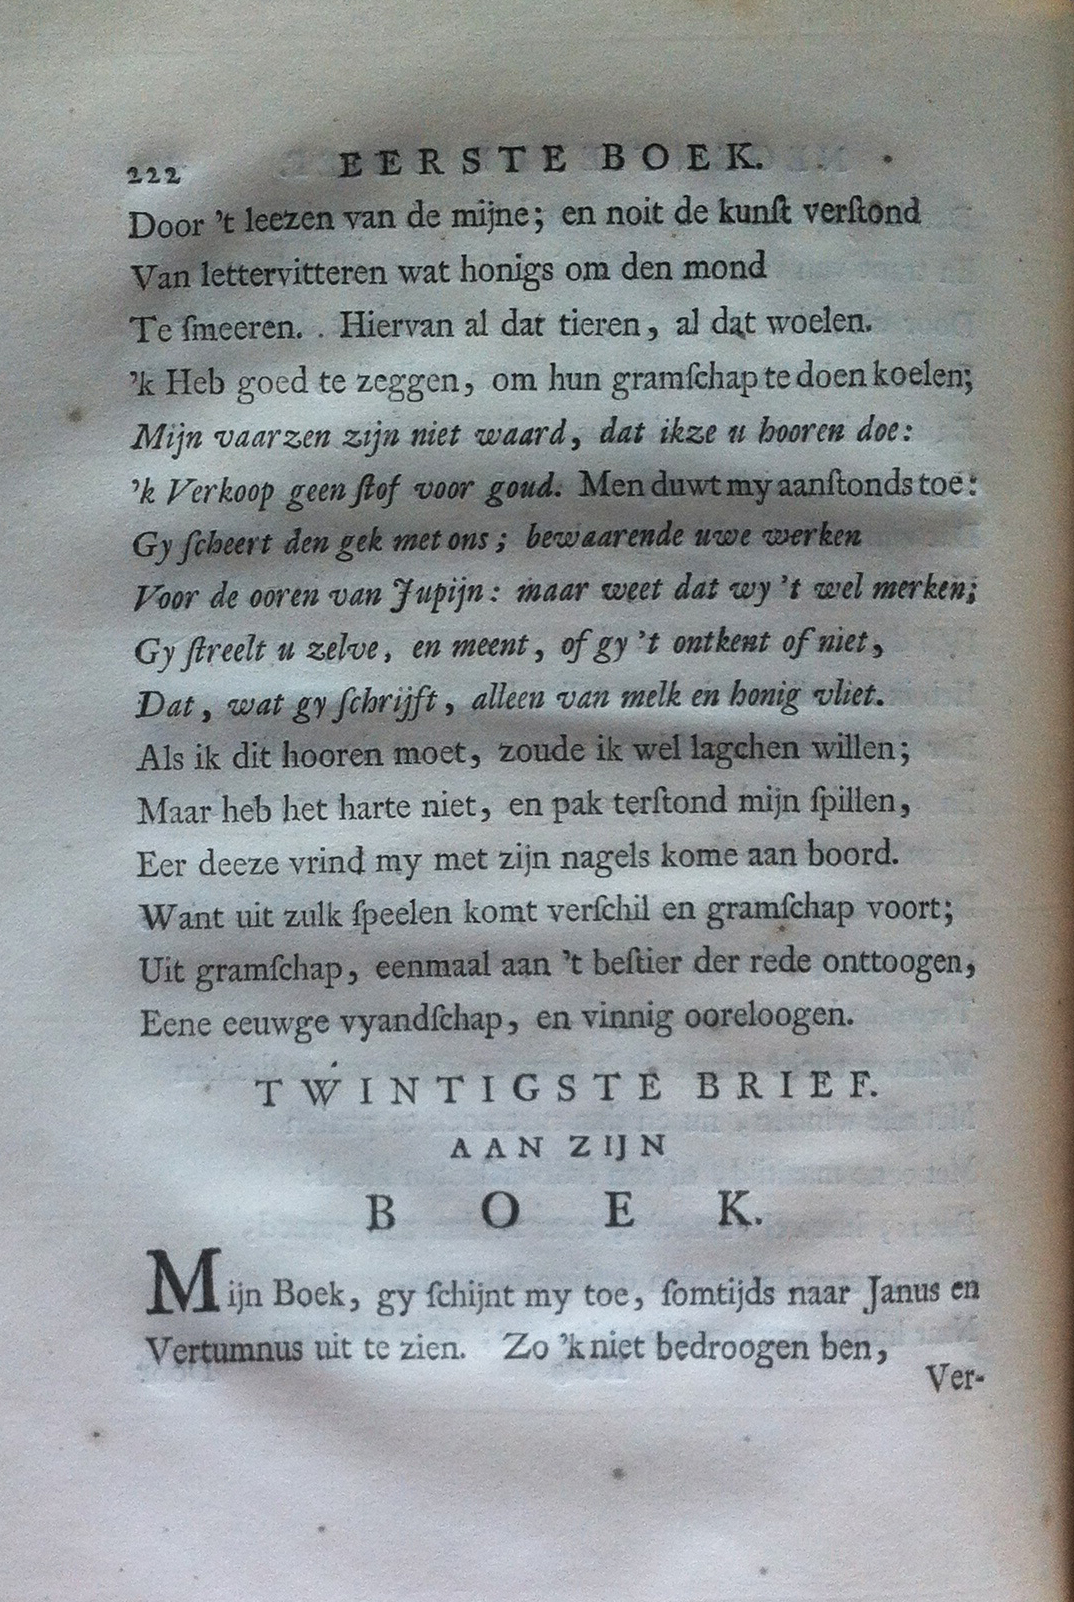 222 EERSTE BOEK.
Door 't leezen van de mijne; en noit de kunſt verſtond
Van lettervitteren wat honigs om den mond
Te ſmeeren. Hiervan al dat tieren, al dat woelen.
'k Heb goed te zeggen, om hun gramſchap te doen koelen;
Mijn vaarzen zijn niet waard, dat ikze u hooren doe:
'k Verkoop geen ſtof voor goud. Men duwt my aanſtonds toe:
Gy ſcheert den gek met ons; bewaarende uwe werken
Voor de ooren van Jupijn: maar weet dat wy 't wel merken;
Gy ſtreelt u zelve, en meent, of gy 't ontkent of niet,
Dat, wat gy ſchrijft, alleen van melk en honig vliet.
Als ik dit hooren moet, zoude ik wel lagchen willen;
Maar heb het harte niet, en pak terſtond mijn ſpillen,
Eer deeze vrind my met zijn nagels kome aan boord.
Want uit zulk ſpeelen komt verſchil en gramſchap voort;
Uit gramſchap, eenmaal aan 't beſtier der rede onttoogen,
Eene eeuwge vyandſchap, en vinnig ooreloogen.
TWINTIGSTE BRIEF.
AAN ZIJN
BOEK.
Mijn Boek, gy ſchijnt my toe, ſomtijds naar Janus en
Vertumnus uit te zien. Zo 'k niet bedroogen ben,
Ver-